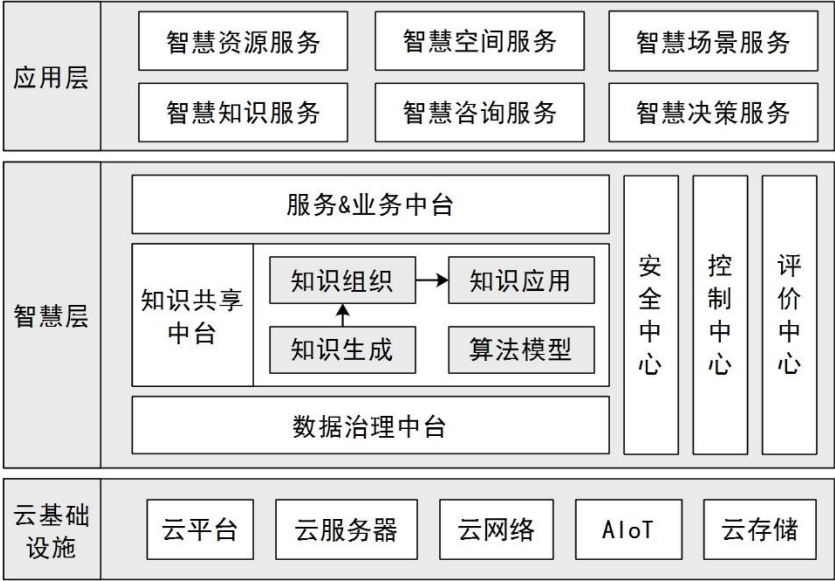 应用层
智慧资源服务
智慧空间服务
智慧场景服务
智慧知识服务
智慧咨询服务
智慧决策服务
智慧层
服务&业务中台
知识共享
中台
知识组织
知识应用
知识生成
算法模型
数据治理中台
安全中心
控制中心
评价中心
云基础
设施
云平台
云服务器
云网络
AIoT
云存储